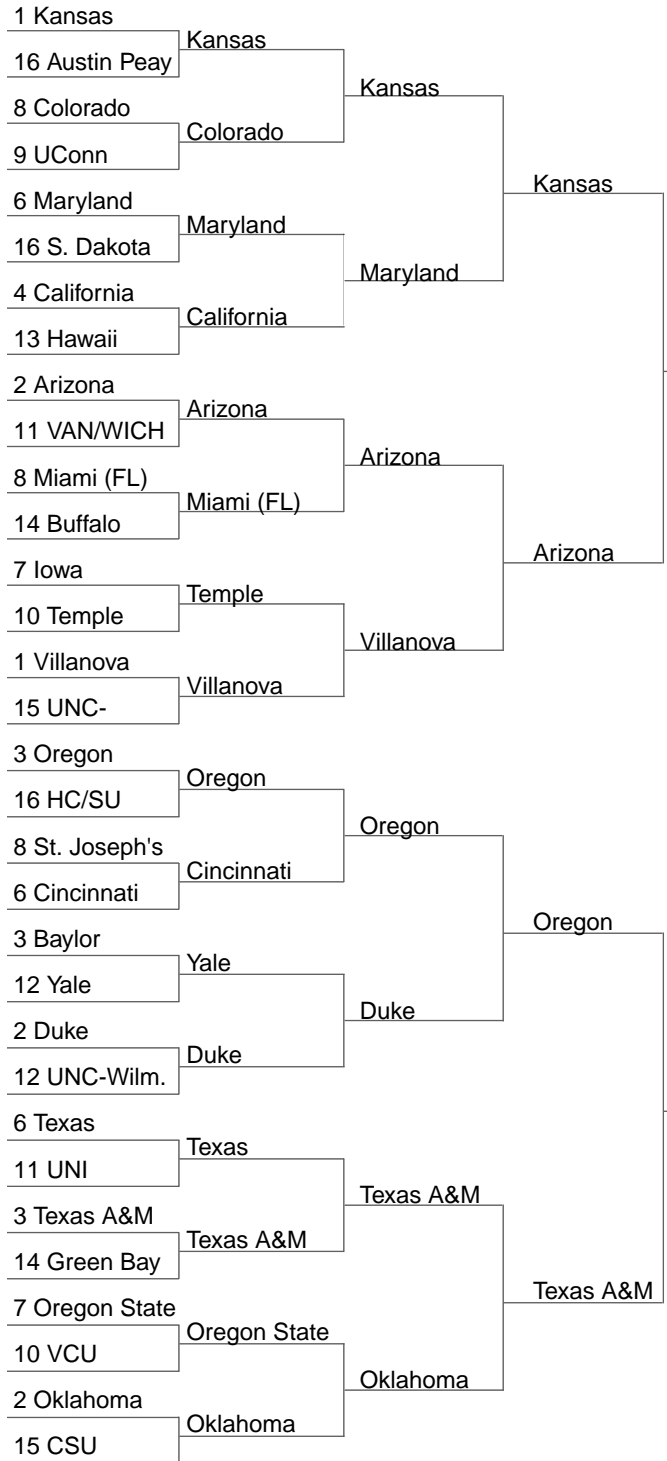 1 Kansas
Kansas
16 Austin Peay
Kansas
8 Colorado
Colorado
9 UConn
Kansas
6 Maryland
Maryland
16 S. Dakota
Maryland
4 California
California
13 Hawaii
2 Arizona
Arizona
11 VAN/WICH
Arizona
8 Miami (FL)
Miami (FL)
14 Buffalo
Arizona
7 Iowa
Temple
10 Temple
Villanova
1 Villanova
Villanova
15 UNC-
3 Oregon
Oregon
16 HC/SU
Oregon
8 St. Joseph's
Cincinnati
6 Cincinnati
Oregon
3 Baylor
Yale
12 Yale
Duke
2 Duke
Duke
12 UNC-Wilm.
6 Texas
Texas
11 UNI
Texas A&M
3 Texas A&M
Texas A&M
14 Green Bay
Texas A&M
7 Oregon State
Oregon State
10 VCU
Oklahoma
2 Oklahoma
Oklahoma
15 CSU